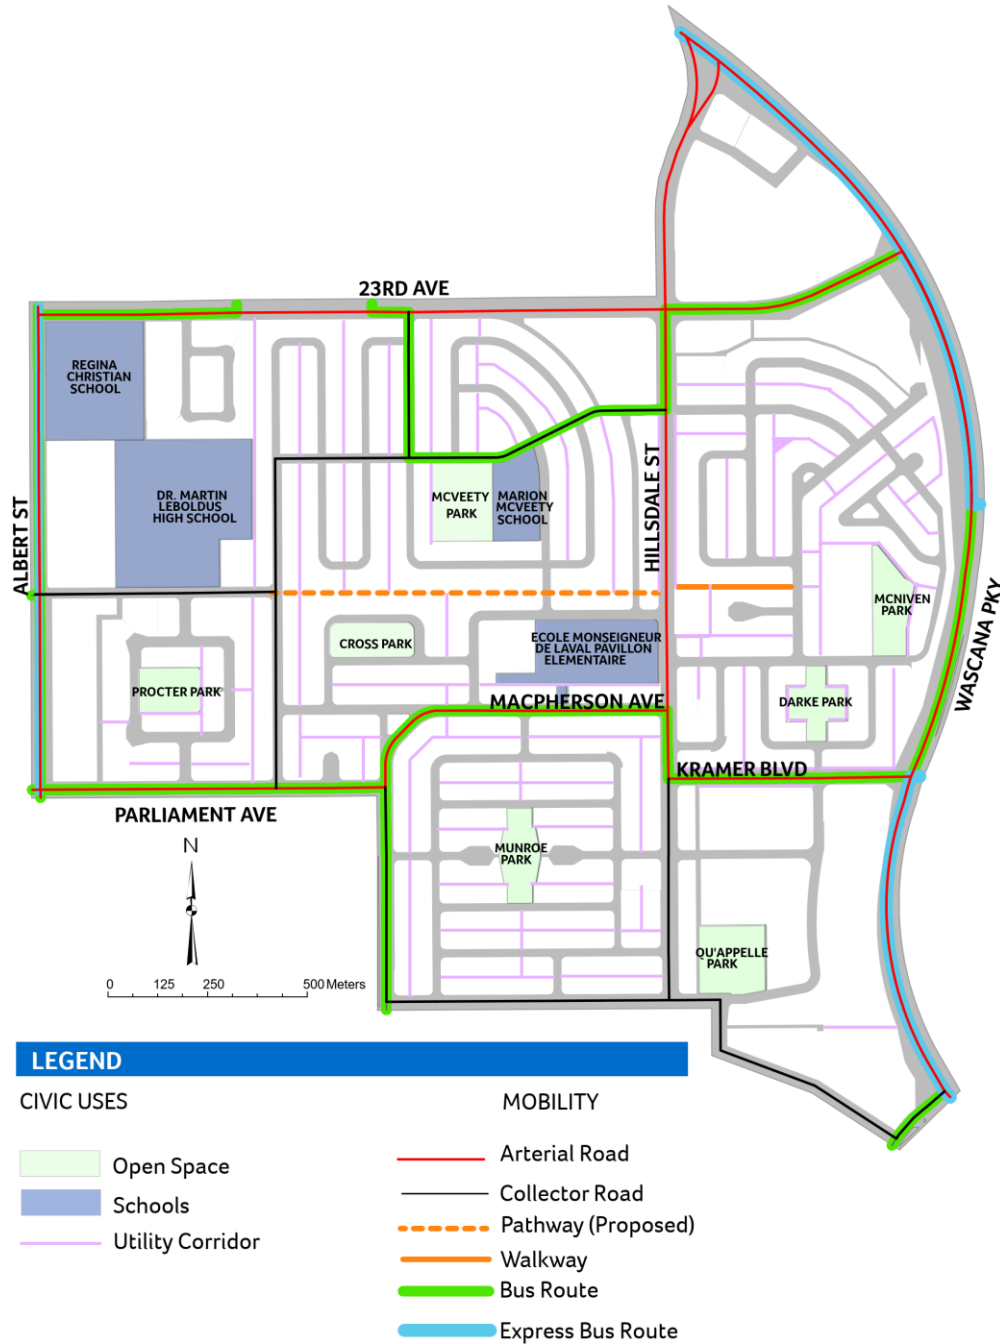 23RD AVE
REGINA
CHRISTIAN
SCHOOL
DR. MARTIN
LEBOLDUS
HIGH SCHOOL
MCVEETY
PARK
MARION
MCVEETY
SCHOOL
HILLSDALE ST
ALBERT ST
MCNIVEN
PARK
WASCANA PKY
CROSS PARK
ECOLE MONSEIGNEUR
DE LAVAL PAVILLON
ELEMENTAIRE
PROCTER PARK
MACPHERSON AVE
DARKE PARK
KRAMER BLVD
PARLIAMENT AVE
MUNROE
PARK
QU'APPELLE
PARK
N
0 125 250 500 Meters
LEGEND
CIVIC USES
Open Space
Schools
Utility Corridor
MOBILITY
Arterial Road
Collector Road
Pathway (Proposed)
Walkway
Bus Route
Express Bus Route